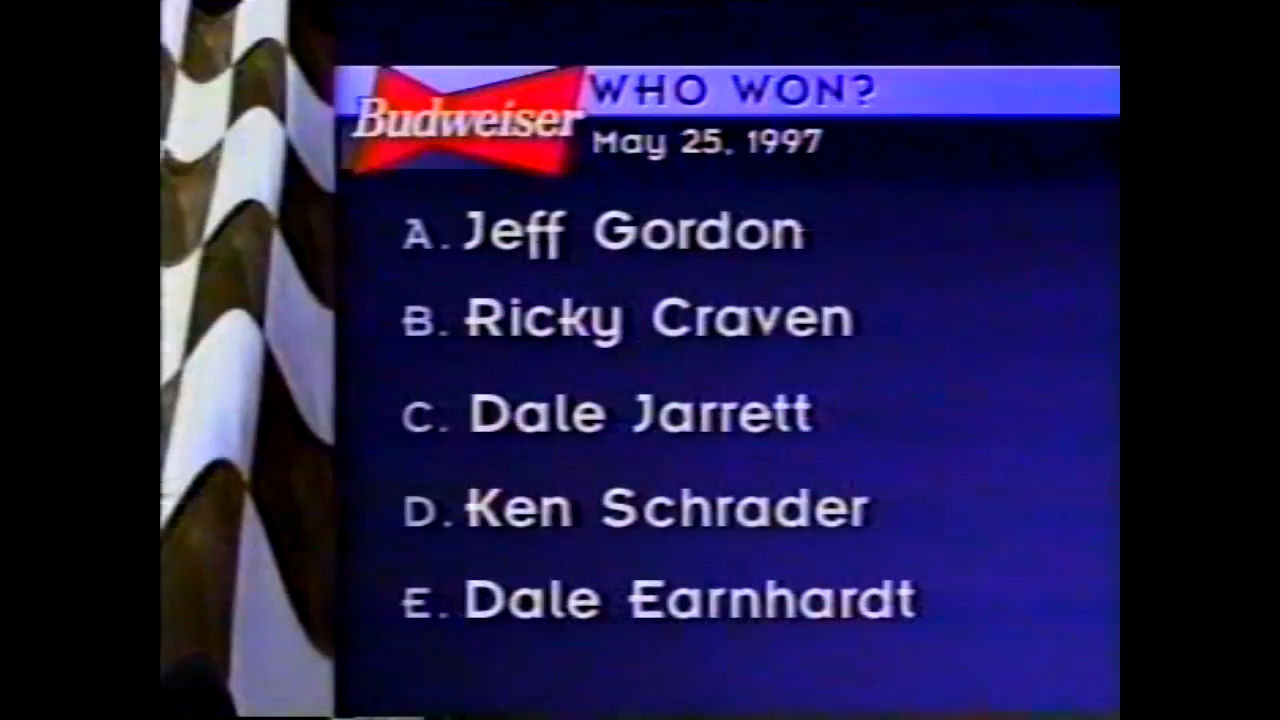 Budweiser
WHO WON?
May 25, 1997
A. Jeff Gordon
B. Ricky Craven
C. Dale Jarrett
D. Ken Schrader
E. Dale Earnhardt